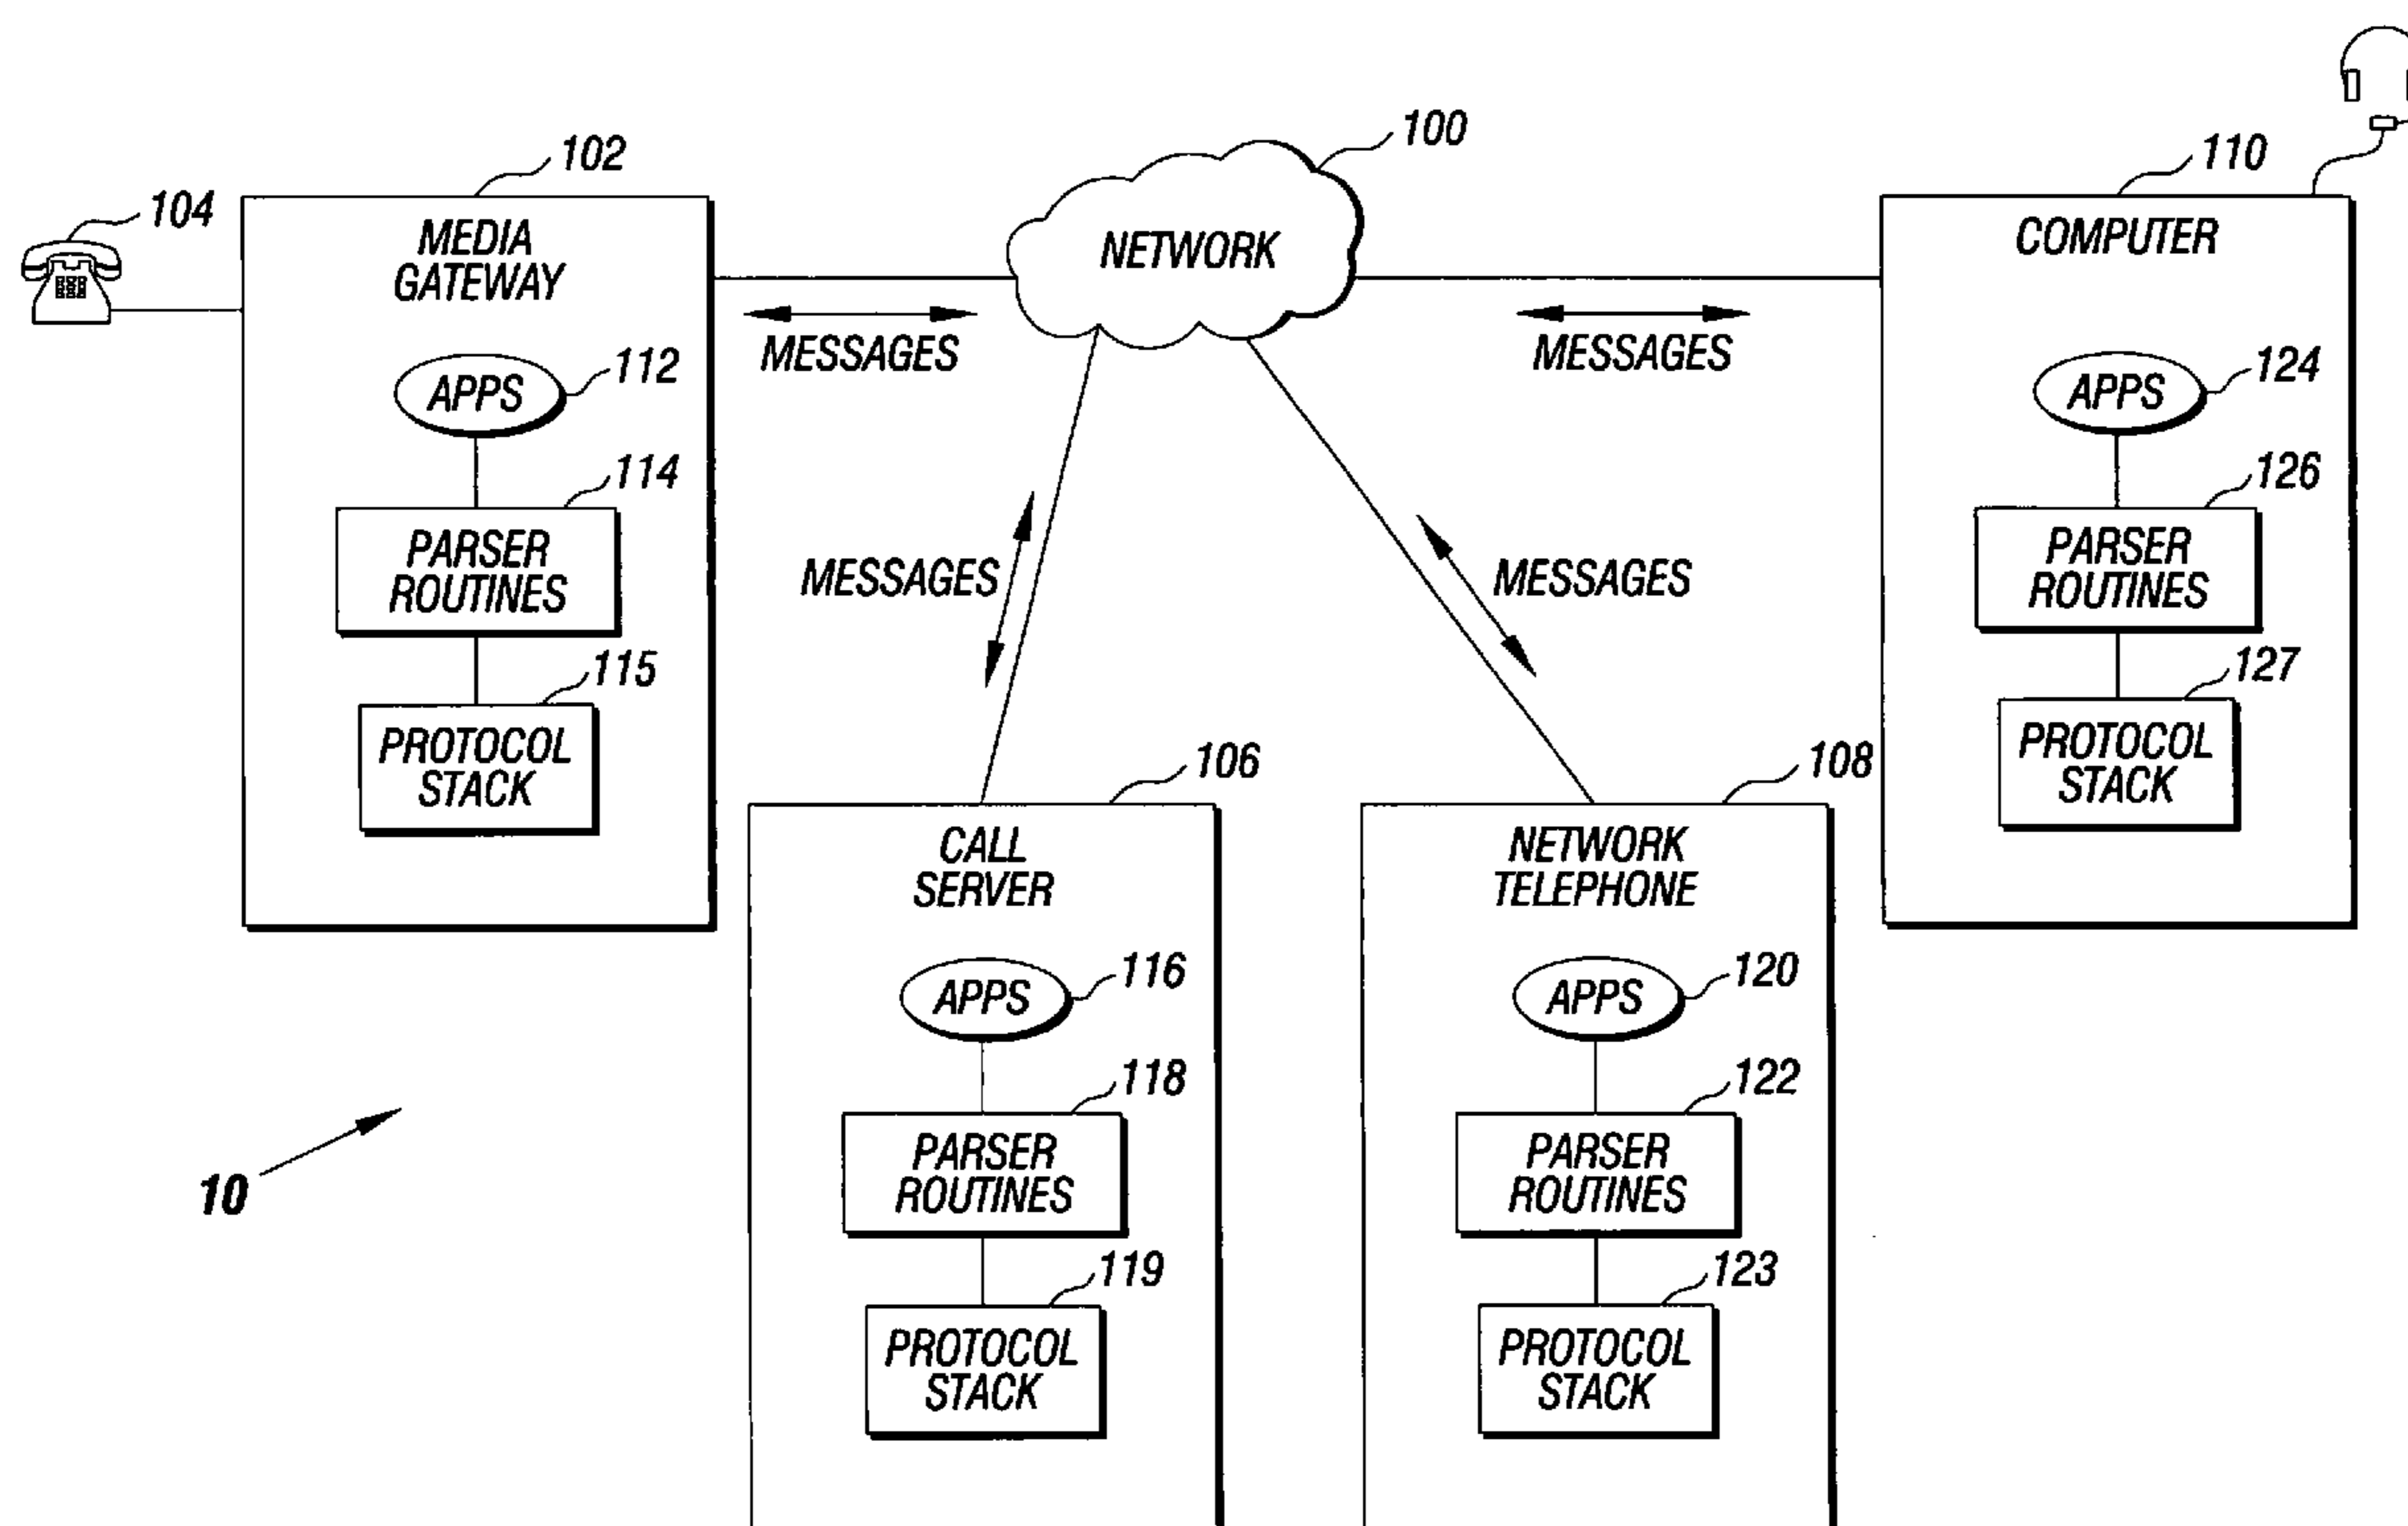 100
102
110
104
MEDIA
GATEWAY
NETWORK
COMPUTER
MESSAGES
MESSAGES
APPS
112
APPS
124
114
126
PARSER
ROUTINES
PARSER
ROUTINES
MESSAGES
MESSAGES
115
127
PROTOCOL
STACK
PROTOCOL
STACK
106
108
CALL
SERVER
NETWORK
TELEPHONE
APPS
116
APPS
120
118
122
PARSER
ROUTINES
PARSER
ROUTINES
10
119
123
PROTOCOL
STACK
PROTOCOL
STACK